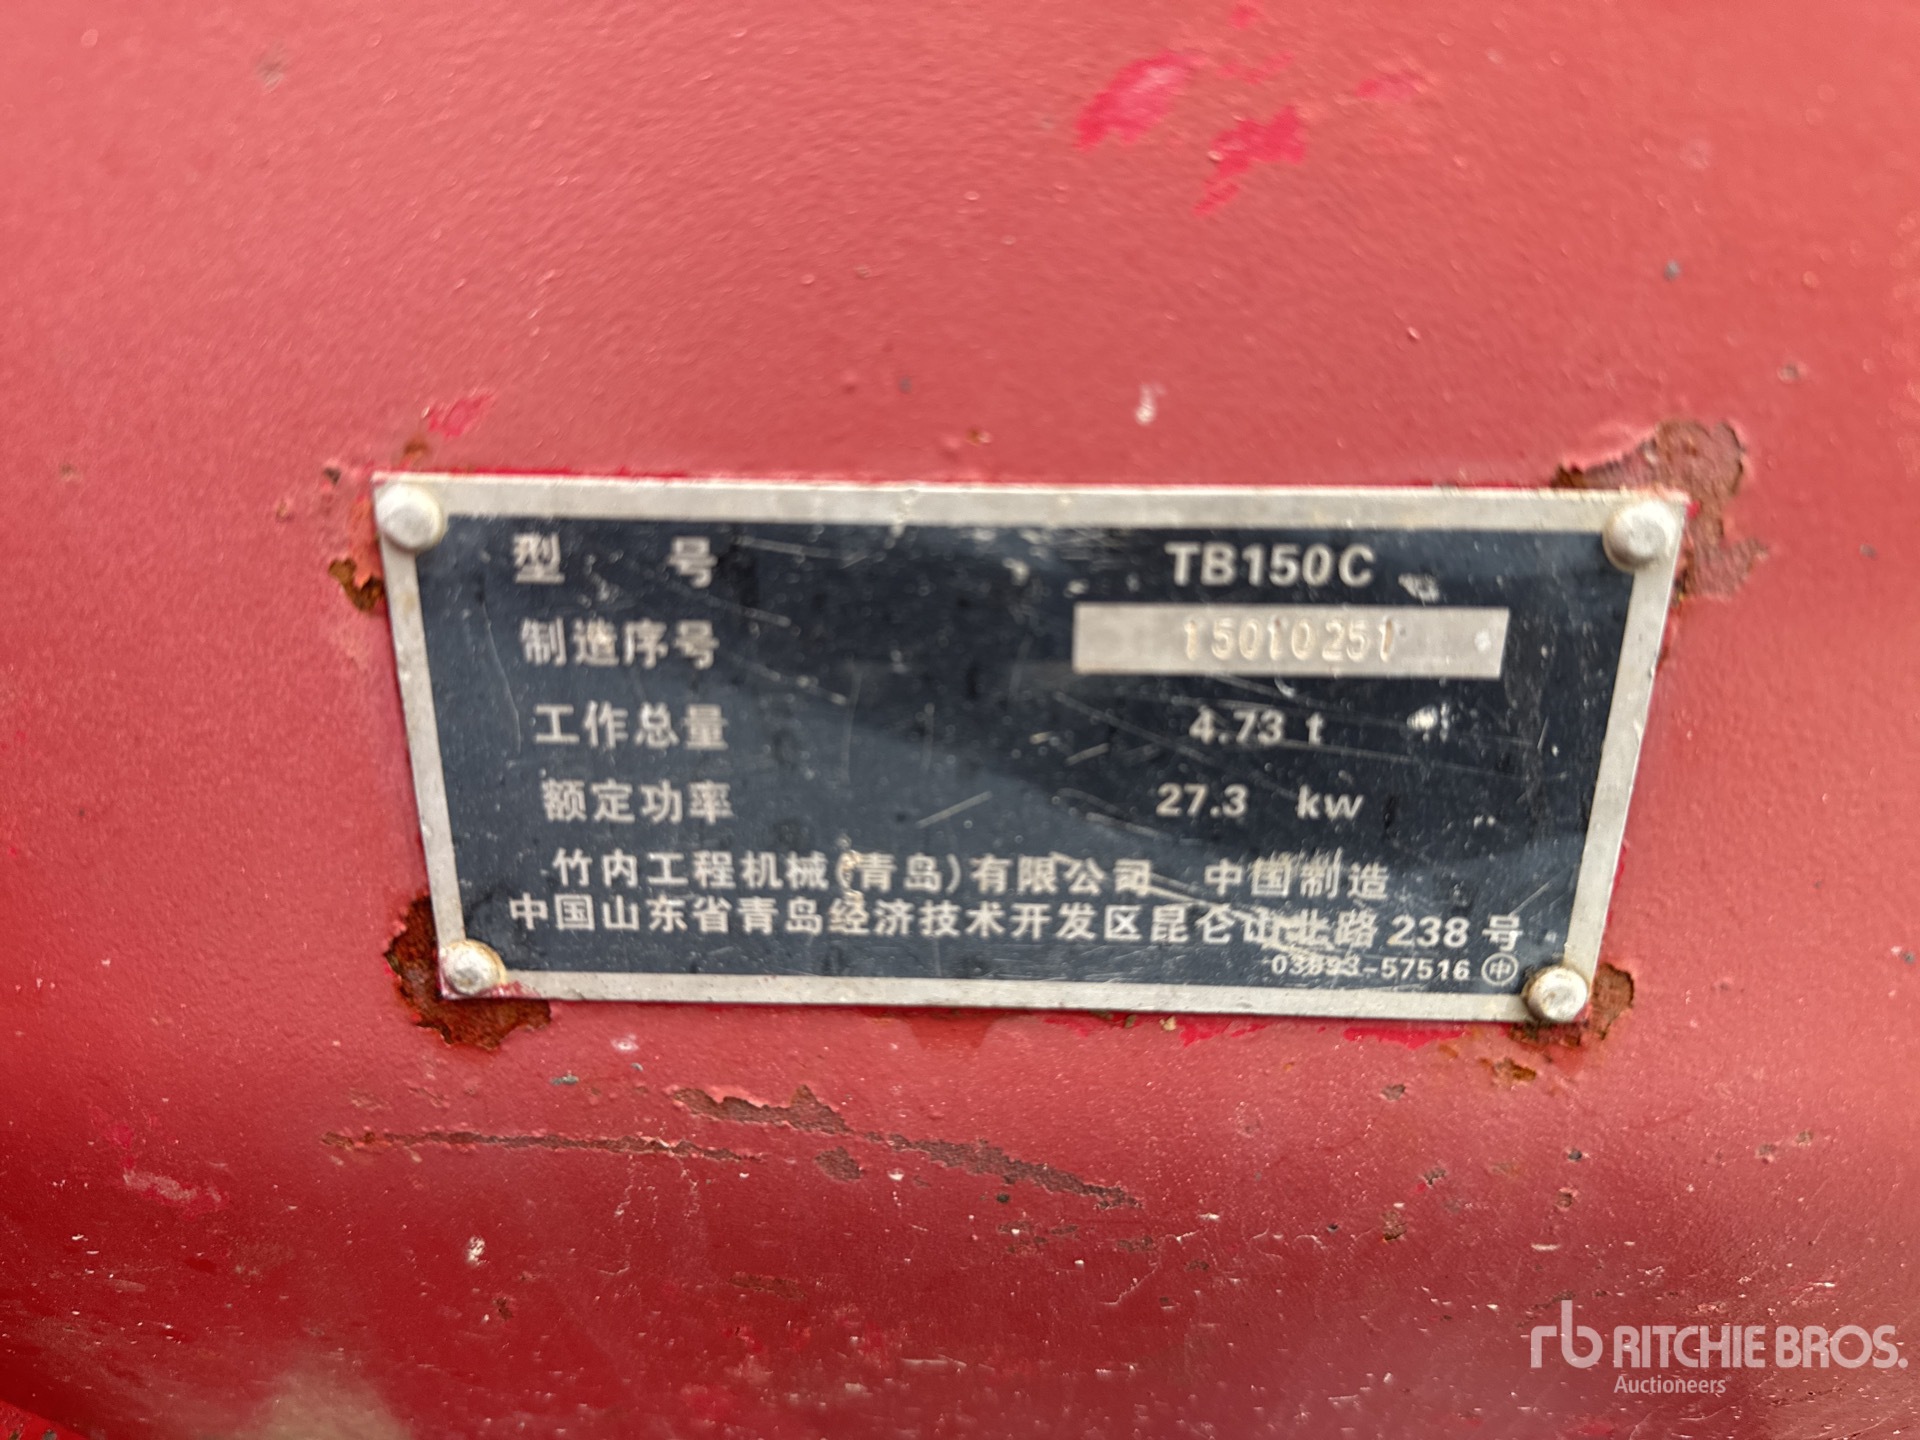 型 号 TB150C
制造序号 15010251
工作总量 4.73 t
额定功率 27.3 kw
竹内工程机械(青岛)有限公司 中国制造
中国山东省青岛经济技术开发区昆仑山北路 238 号
03893-57516 中
rb RITCHIE BROS.
Auctioneers